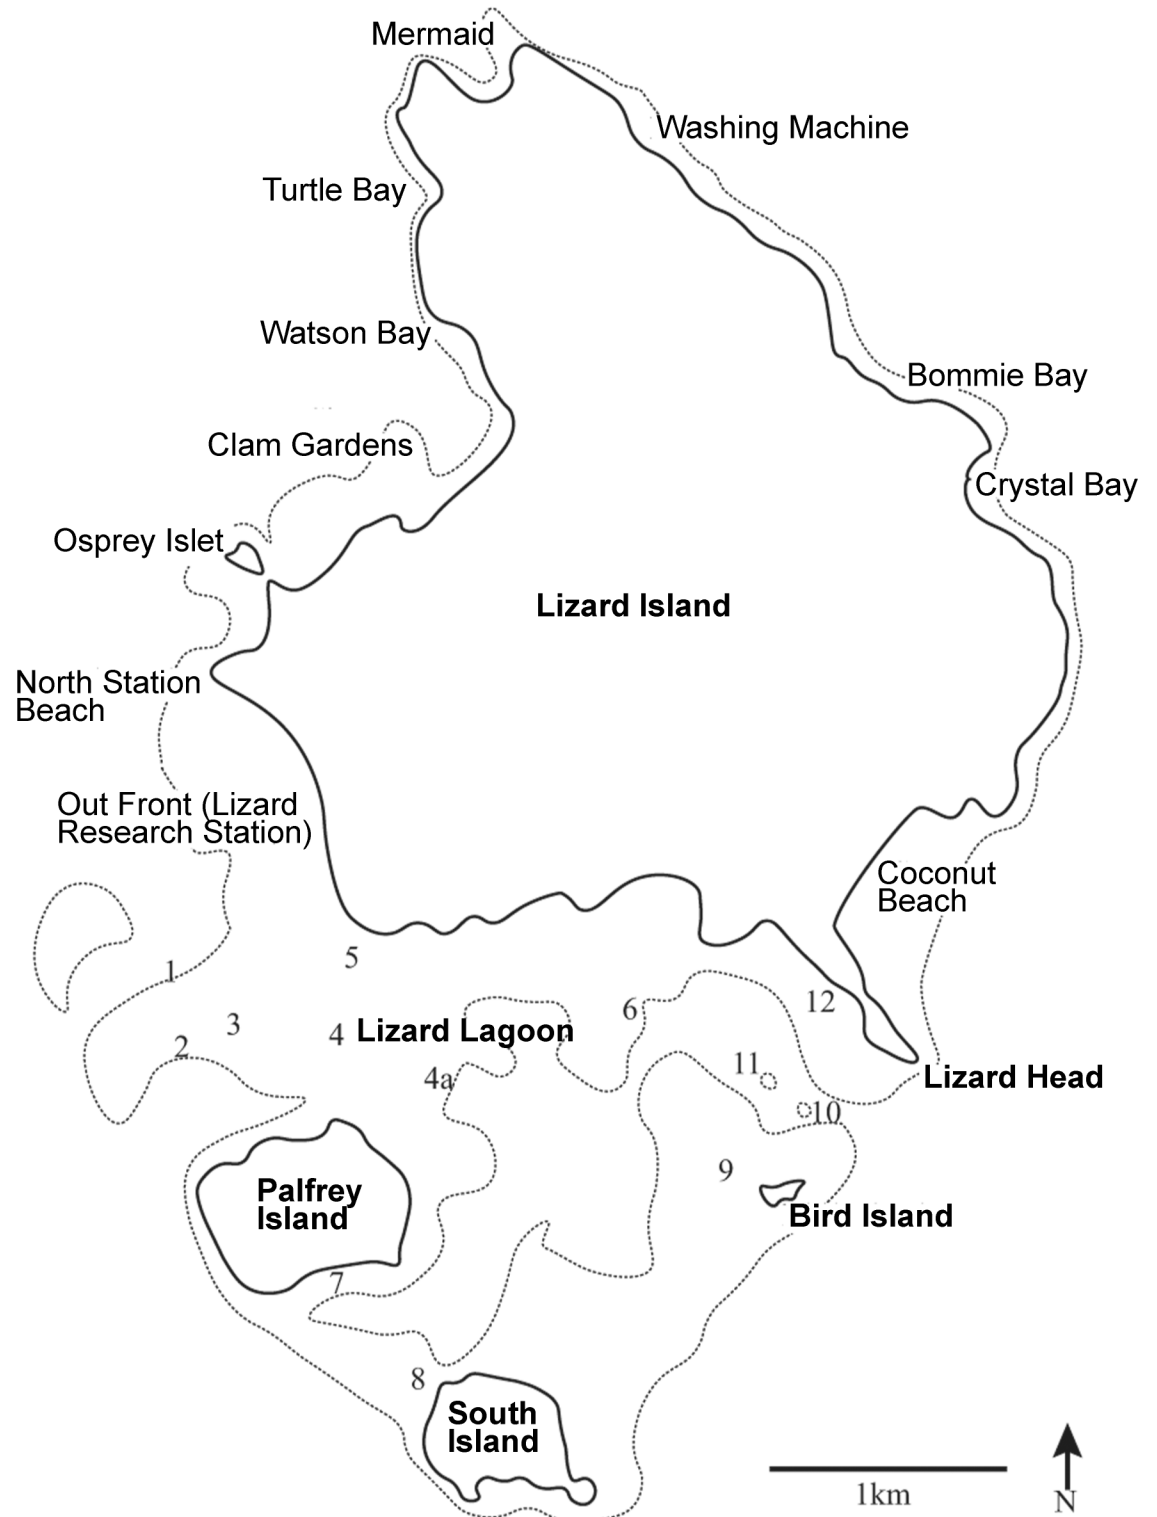 Mermaid
Washing Machine
Turtle Bay
Watson Bay
Bommie Bay
Clam Gardens
Crystal Bay
Osprey Islet
Lizard Island
North Station
Beach
Out Front (Lizard
Research Station)
Coconut
Beach
5
1
12
6
3
2
4 Lizard Lagoon
11
4a
Lizard Head
10
9
Palfrey
Island
Bird Island
7
8
South
Island
1km
N